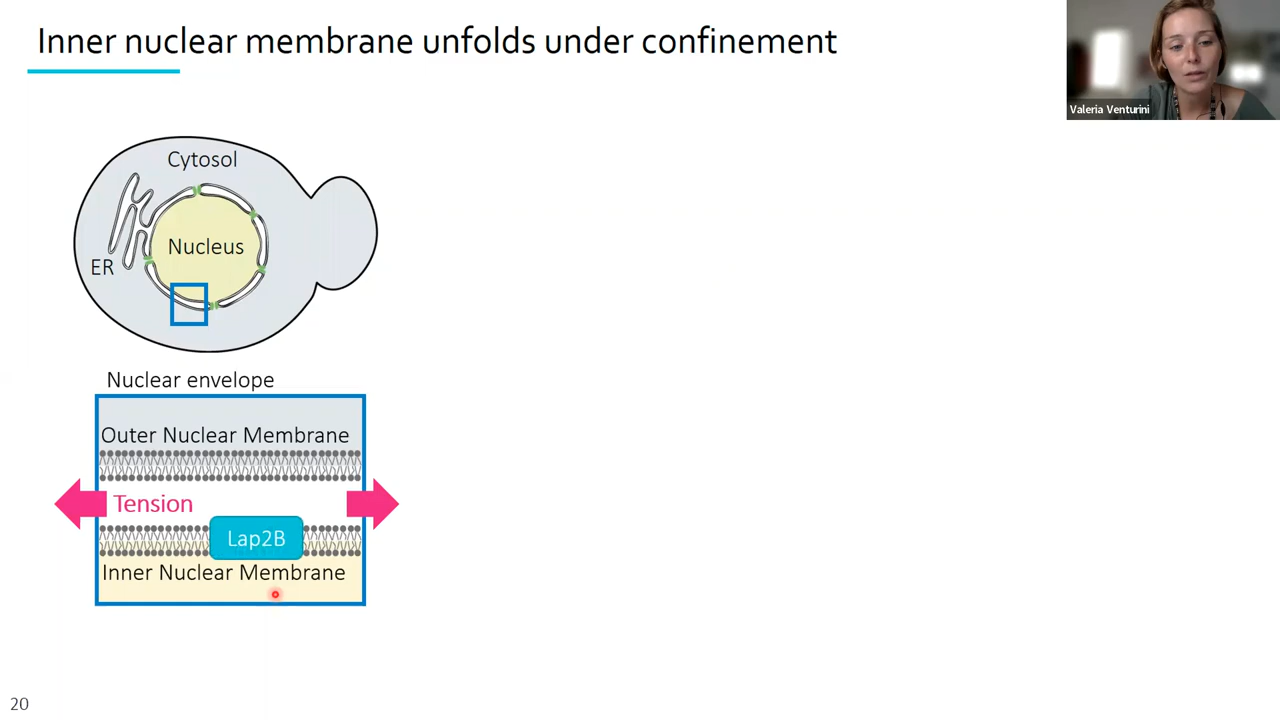 Inner nuclear membrane unfolds under confinement
Valeria Venturini
Cytosol
Nucleus
ER
Nuclear envelope
Outer Nuclear Membrane
Tension
Lap2B
Inner Nuclear Membrane
20